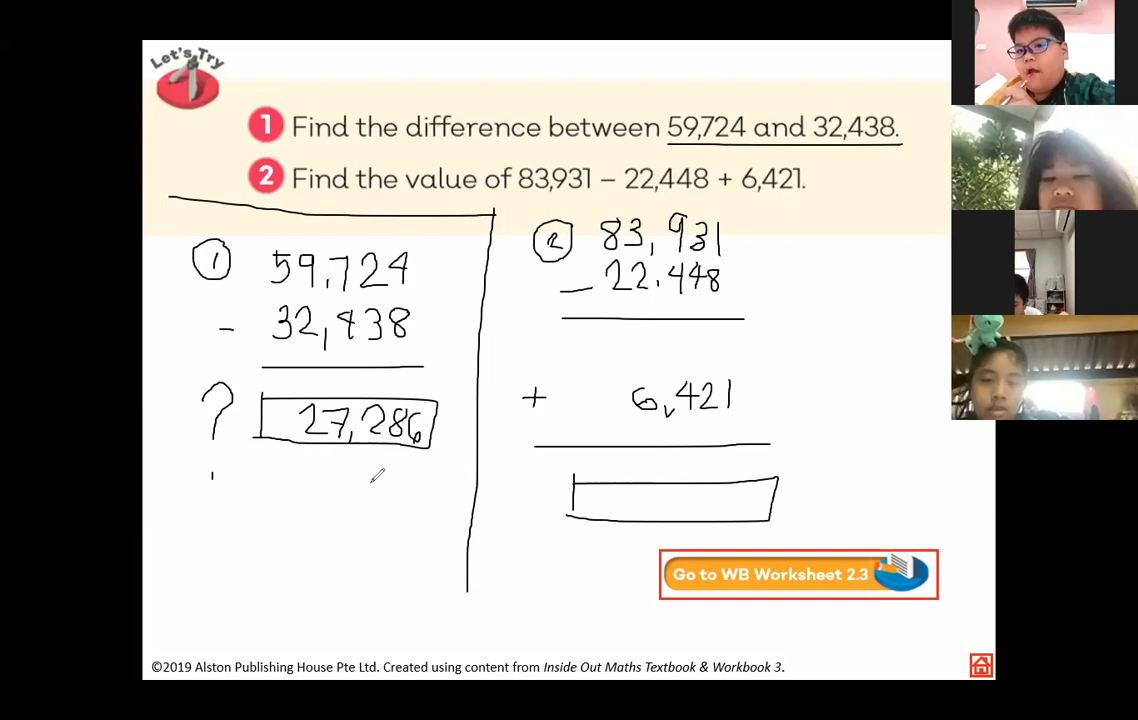 Let's Try
1 Find the difference between 59,724 and 32,438.
2 Find the value of 83,931 – 22,448 + 6,421.
1
59,724
- 32,438
? 27,286
2
83,931
- 22,448
+ 6,421
Go to WB Worksheet 2.3
©2019 Alston Publishing House Pte Ltd. Created using content from Inside Out Maths Textbook & Workbook 3.